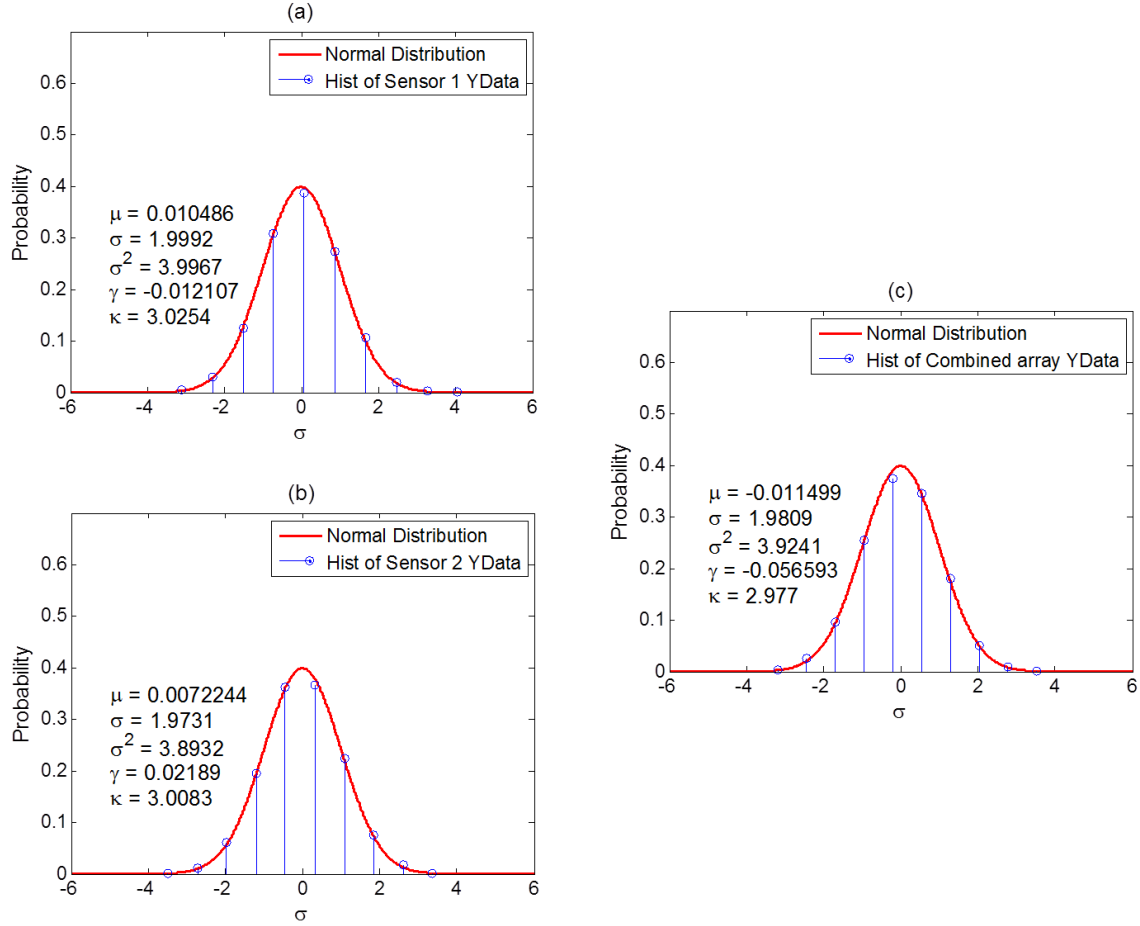 (a)
Normal Distribution
Hist of Sensor 1 YData
Probability
0.6
0.5
0.4
0.3
0.2
0.1
0
μ = 0.010486
σ = 1.9992
σ² = 3.9967
γ = -0.012107
κ = 3.0254
-6 -4 -2 0 2 4 6
σ
(b)
Normal Distribution
Hist of Sensor 2 YData
Probability
0.6
0.5
0.4
0.3
0.2
0.1
0
μ = 0.0072244
σ = 1.9731
σ² = 3.8932
γ = 0.02189
κ = 3.0083
-6 -4 -2 0 2 4 6
σ
(c)
Normal Distribution
Hist of Combined array YData
Probability
0.6
0.5
0.4
0.3
0.2
0.1
0
μ = -0.011499
σ = 1.9809
σ² = 3.9241
γ = -0.056593
κ = 2.977
-6 -4 -2 0 2 4 6
σ